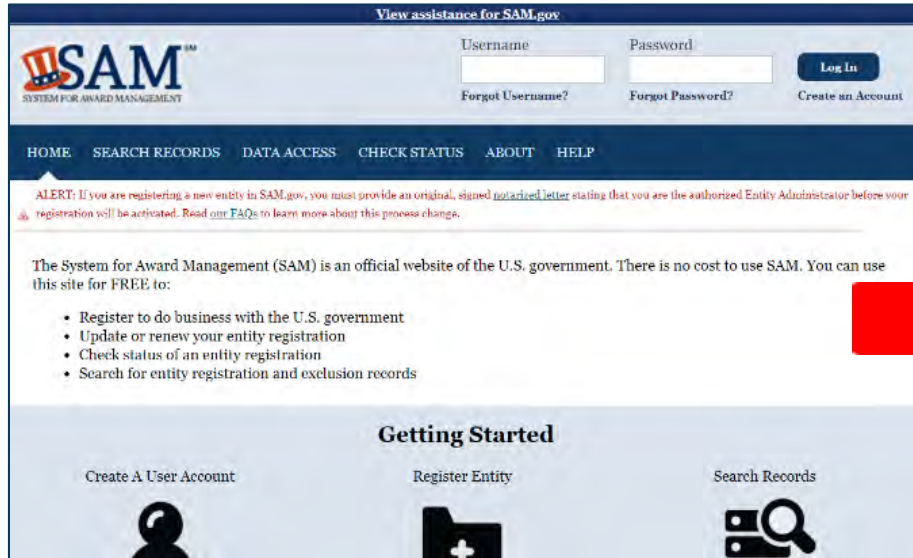 View assistance for SAM.gov
Username Password
SAM SM
SYSTEM FOR AWARD MANAGEMENT
Log In
Forgot Username? Forgot Password? Create an Account
HOME SEARCH RECORDS DATA ACCESS CHECK STATUS ABOUT HELP
ALERT: If you are registering a new entity in SAM.gov, you must provide an original, signed notarized letter stating that you are the authorized Entity Administrator before your
registration will be activated. Read our FAQs to learn more about this process change.
The System for Award Management (SAM) is an official website of the U.S. government. There is no cost to use SAM. You can use
this site for FREE to:
• Register to do business with the U.S. government
• Update or renew your entity registration
• Check status of an entity registration
• Search for entity registration and exclusion records
Getting Started
Create A User Account Register Entity Search Records